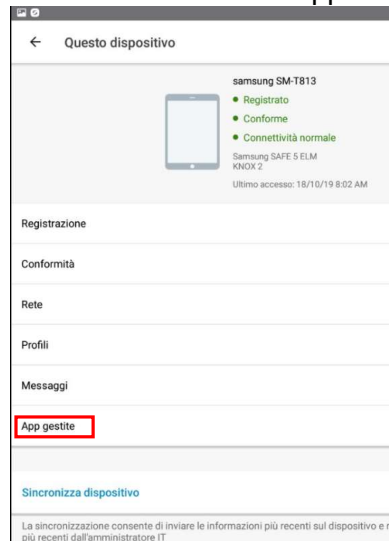 Questo dispositivo
samsung SM-T813
Registrato
Conforme
Connettività normale
Samsung SAFE 5 ELM
KNOX 2
Ultimo accesso: 18/10/19 8:02 AM
Registrazione
Conformità
Rete
Profili
Messaggi
App gestite
Sincronizza dispositivo
La sincronizzazione consente di inviare le informazioni più recenti sul dispositivo e
più recenti dall'amministratore IT